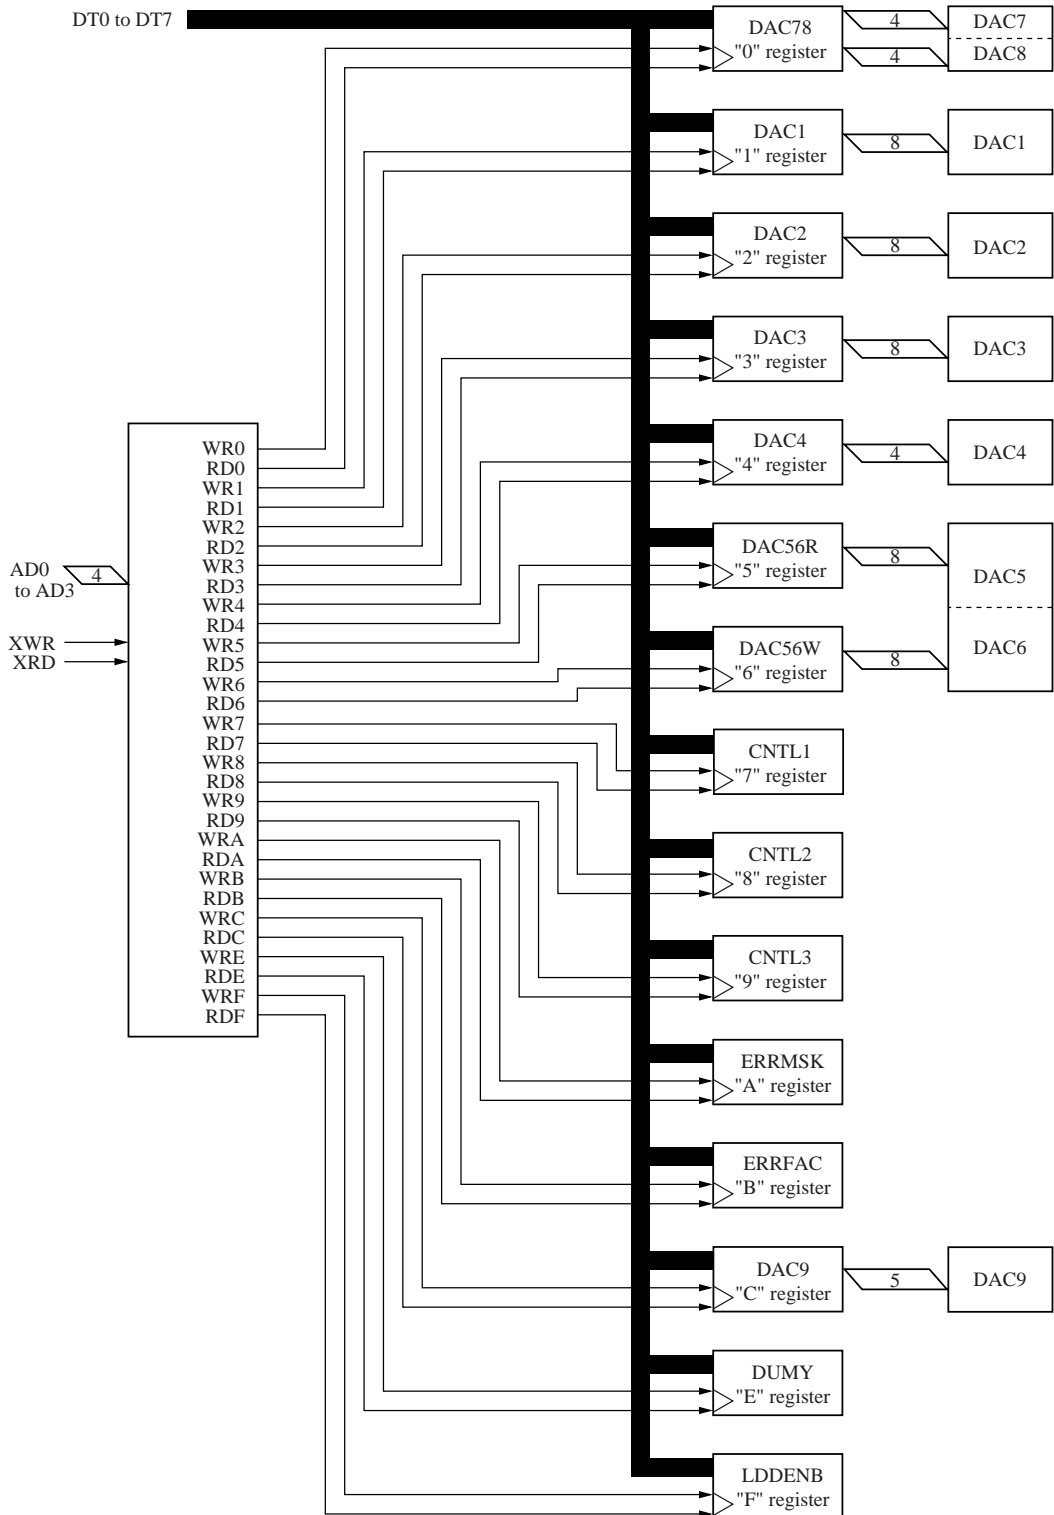 DT0 to DT7
DAC78
"0" register
4
4
DAC7
DAC8
DAC1
"1" register
8
DAC1
DAC2
"2" register
8
DAC2
DAC3
"3" register
8
DAC3
DAC4
"4" register
4
DAC4
DAC56R
"5" register
8
DAC5
DAC56W
"6" register
8
DAC6
CNTL1
"7" register
CNTL2
"8" register
CNTL3
"9" register
ERRMSK
"A" register
ERRFAC
"B" register
DAC9
"C" register
5
DAC9
DUMY
"E" register
LDDENB
"F" register
AD0
to AD3
4
XWR
XRD
WR0
RD0
WR1
RD1
WR2
RD2
WR3
RD3
WR4
RD4
WR5
RD5
WR6
RD6
WR7
RD7
WR8
RD8
WR9
RD9
WRA
RDA
WRB
RDB
WRC
RDC
WRE
RDE
WRF
RDF